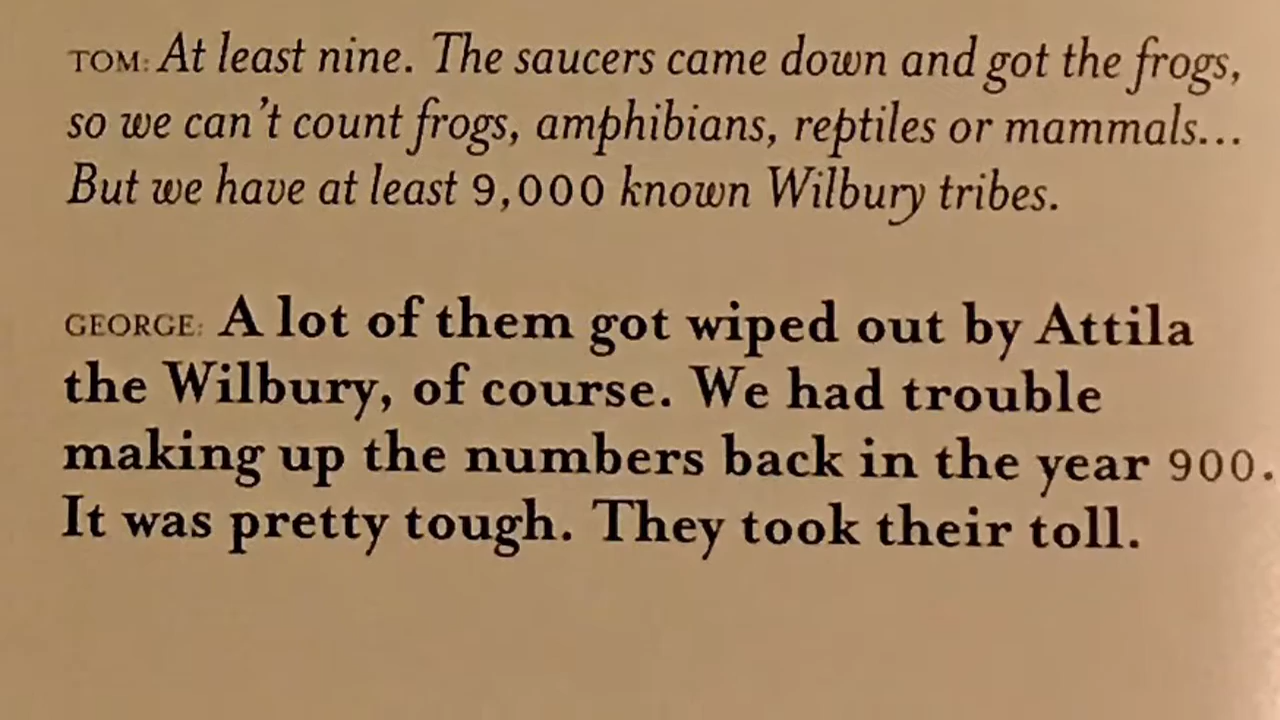 TOM: At least nine. The saucers came down and got the frogs,
so we can't count frogs, amphibians, reptiles or mammals...
But we have at least 9,000 known Wilbury tribes.
GEORGE: A lot of them got wiped out by Attila
the Wilbury, of course. We had trouble
making up the numbers back in the year 900.
It was pretty tough. They took their toll.